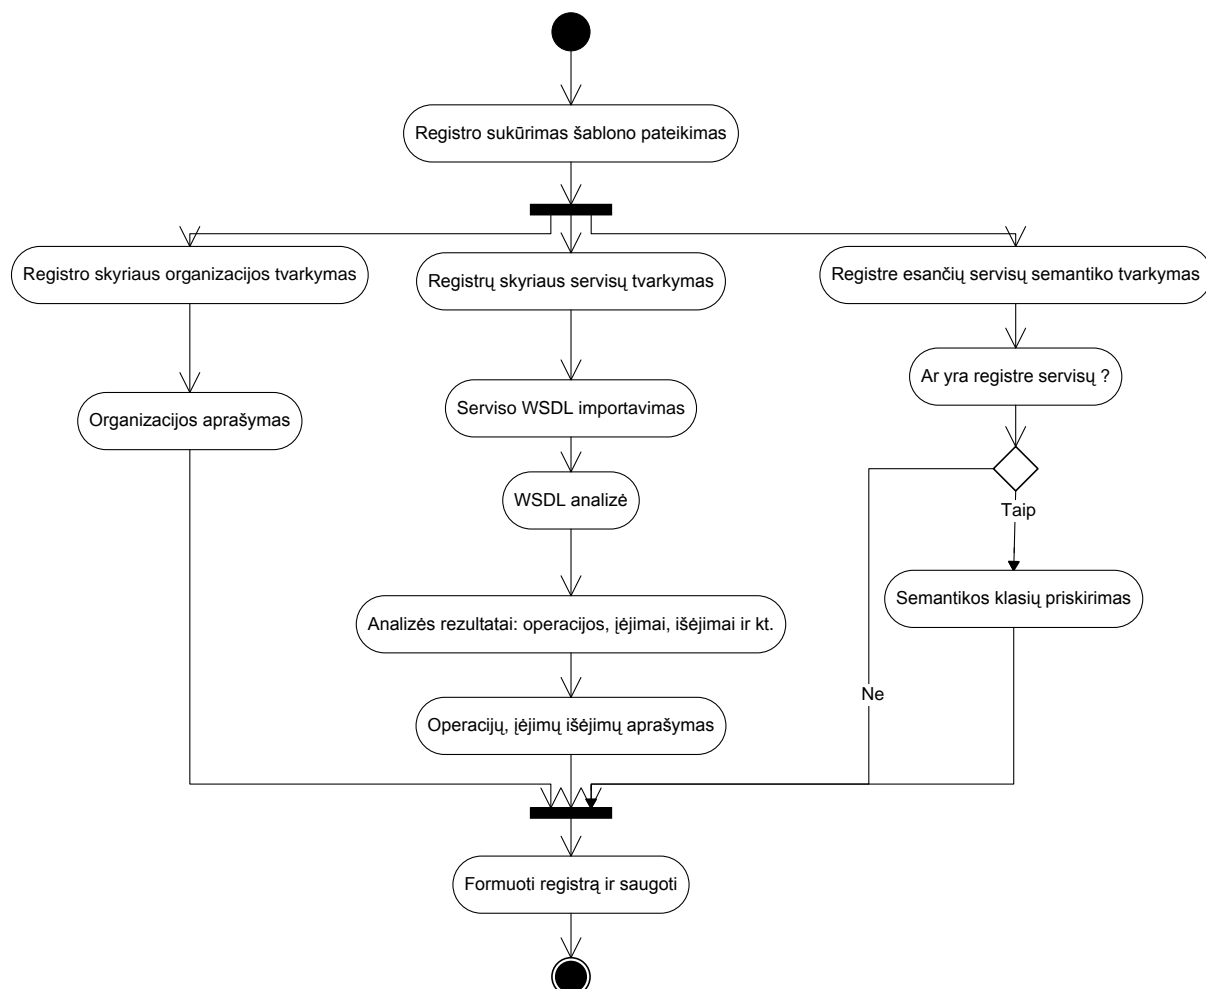 Registro sukūrimas šablono pateikimas
Registro skyriaus organizacijos tvarkymas
Registrų skyriaus servisų tvarkymas
Registre esančių servisų semantiko tvarkymas
Ar yra registre servisų ?
Organizacijos aprašymas
Serviso WSDL importavimas
WSDL analizė
Taip
Semantikos klasių priskirimas
Analizės rezultatai: operacijos, įėjimai, išėjimai ir kt.
Ne
Operacijų, įėjimų išėjimų aprašymas
Formuoti registrą ir saugoti